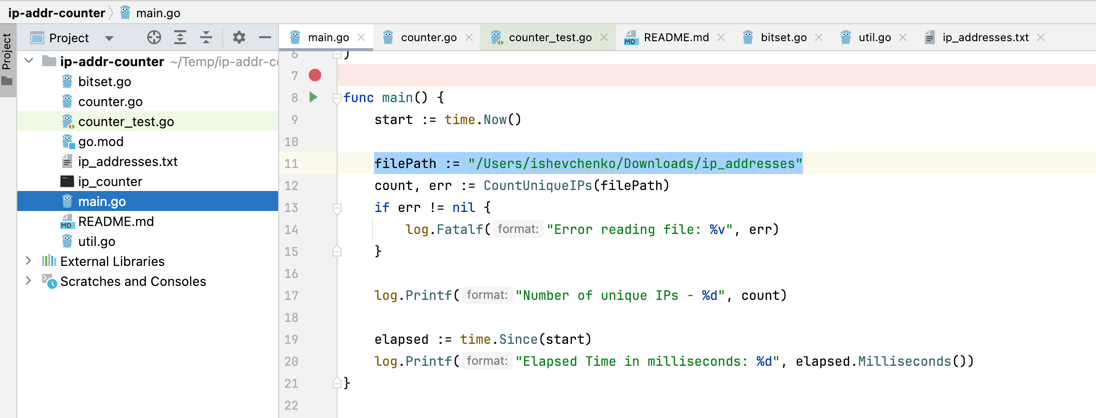 ip-addr-counter main.go
Project
Project
main.go counter.go counter_test.go README.md bitset.go util.go ip_addresses.txt
ip-addr-counter ~/Temp/ip-addr-c
bitset.go
counter.go
counter_test.go
go.mod
ip_addresses.txt
ip_counter
main.go
README.md
util.go
External Libraries
Scratches and Consoles
6 )
7
8 func main() {
9 start := time.Now()
10
11 filePath := "/Users/ishevchenko/Downloads/ip_addresses"
12 count, err := CountUniqueIPs(filePath)
13 if err != nil {
14 log.Fatalf( format: "Error reading file: %v", err)
15 }
16
17 log.Printf( format: "Number of unique IPs - %d", count)
18
19 elapsed := time.Since(start)
20 log.Printf( format: "Elapsed Time in milliseconds: %d", elapsed.Milliseconds())
21 }
22